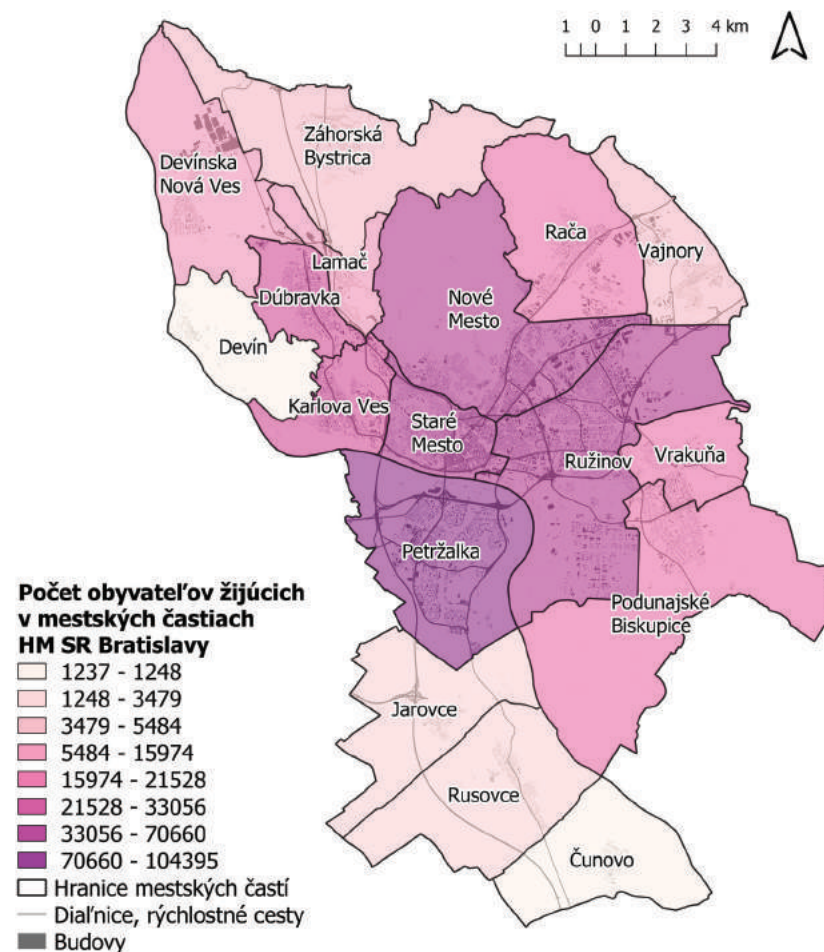 1 0 1 2 3 4 km
Záhorská
Bystrica
Devínska
Nová Ves
Rača
Vajnory
Lamač
Dúbravka
Nové
Mesto
Devín
Karlova Ves
Staré
Mesto
Ružinov
Vrakuňa
Petržalka
Podunajské
Biskupice
Jarovce
Rusovce
Čunovo
Počet obyvateľov žijúcich
v mestských častiach
HM SR Bratislavy
1237 - 1248
1248 - 3479
3479 - 5484
5484 - 15974
15974 - 21528
21528 - 33056
33056 - 70660
70660 - 104395
Hranice mestských častí
Diaľnice, rýchlostné cesty
Budovy